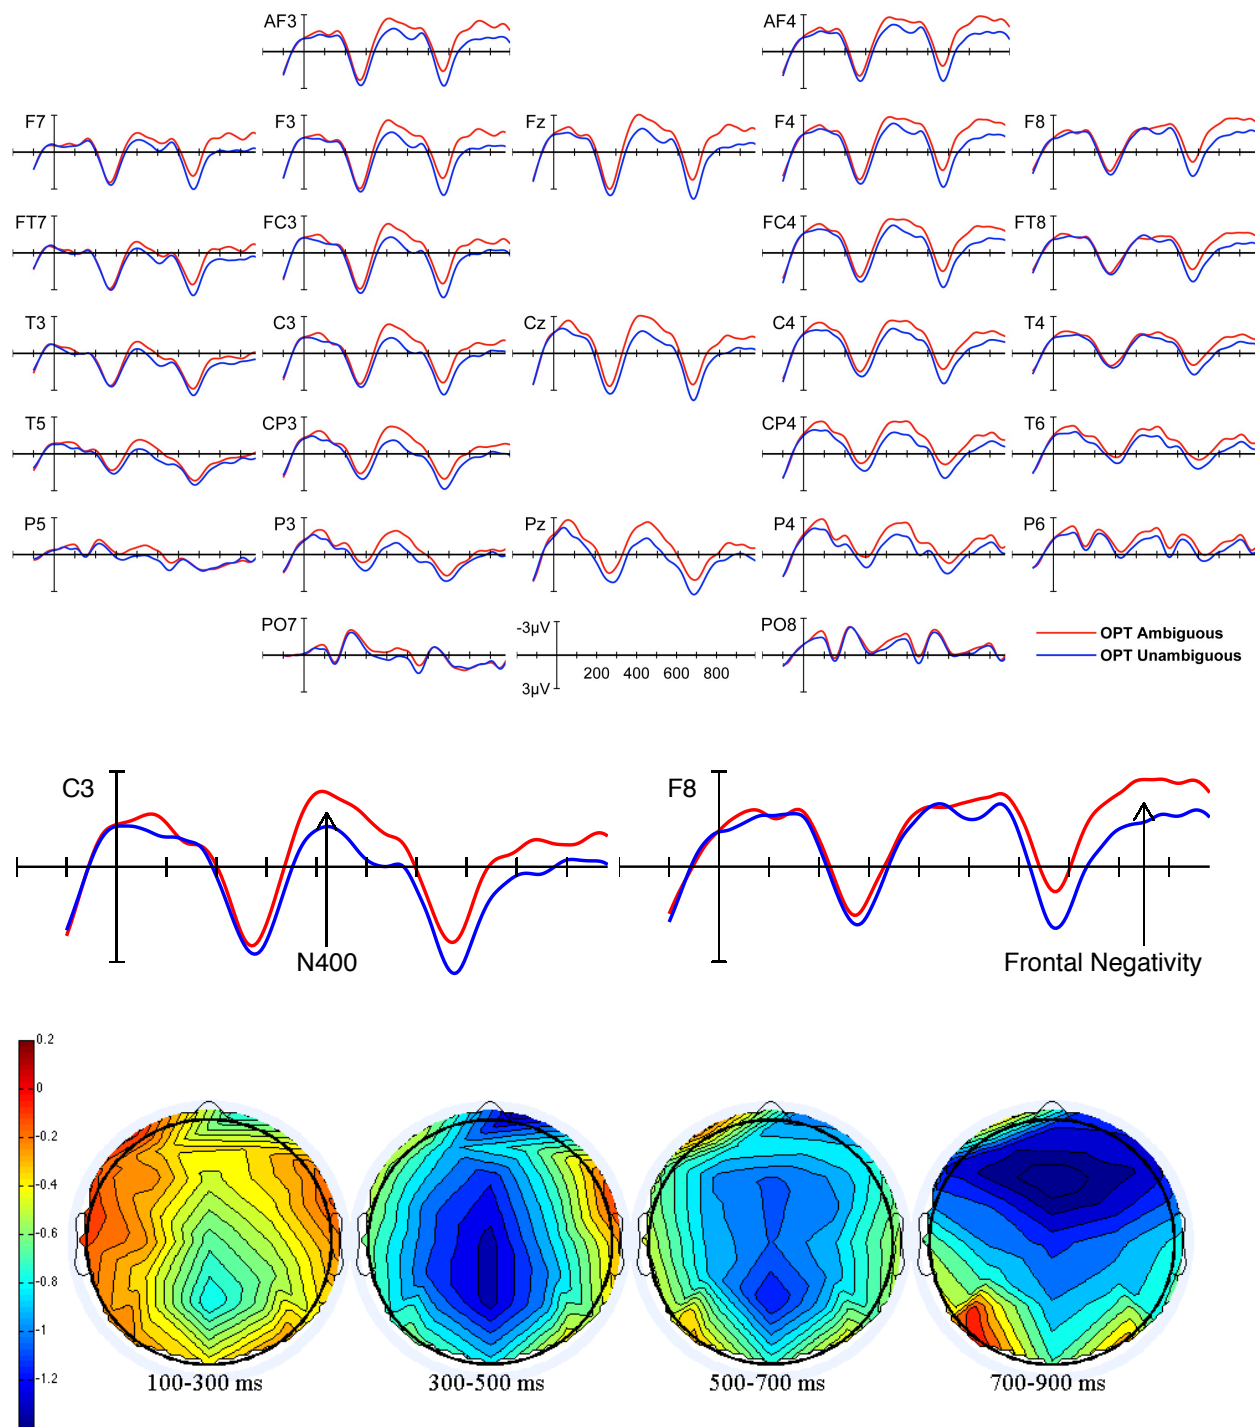 AF3 AF4
F7 F3 Fz F4 F8
FT7 FC3 FC4 FT8
T3 C3 Cz C4 T4
T5 CP3 CP4 T6
P5 P3 Pz P4 P6
PO7 -3µV PO8
OPT Ambiguous
OPT Unambiguous
200 400 600 800
3µV
C3 F8
N400 Frontal Negativity
0.2
0
-0.2
-0.4
-0.6
-0.8
-1
-1.2
100-300 ms 300-500 ms 500-700 ms 700-900 ms